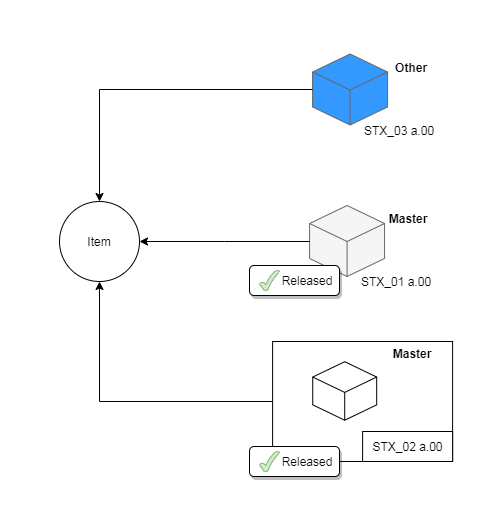 Other
STX_03 a.00
Item
Master
Released
STX_01 a.00
Master
STX_02 a.00
Released